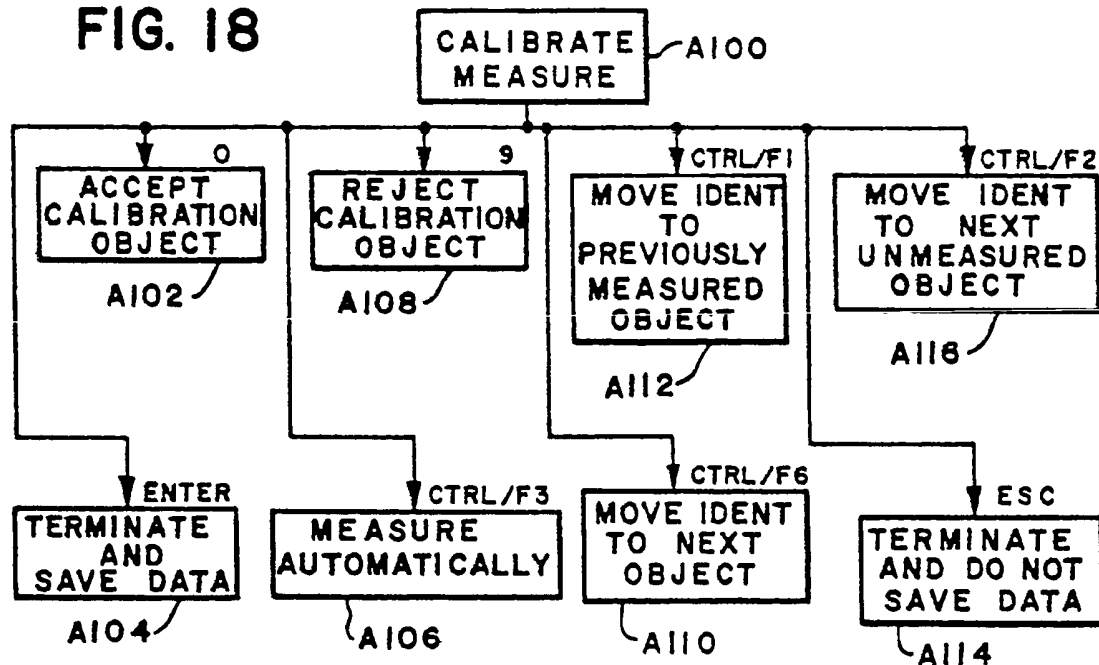 FIG. 18
CALIBRATE
MEASURE
A100
0
ACCEPT
CALIBRATION
OBJECT
A102
9
REJECT
CALIBRATION
OBJECT
A108
CTRL/F1
MOVE IDENT
TO
PREVIOUSLY
MEASURED
OBJECT
A112
CTRL/F2
MOVE IDENT
TO NEXT
UNMEASURED
OBJECT
A116
ENTER
TERMINATE
AND
SAVE DATA
A104
CTRL/F3
MEASURE
AUTOMATICALLY
A106
CTRL/F6
MOVE IDENT
TO NEXT
OBJECT
A110
ESC
TERMINATE
AND DO NOT
SAVE DATA
A114